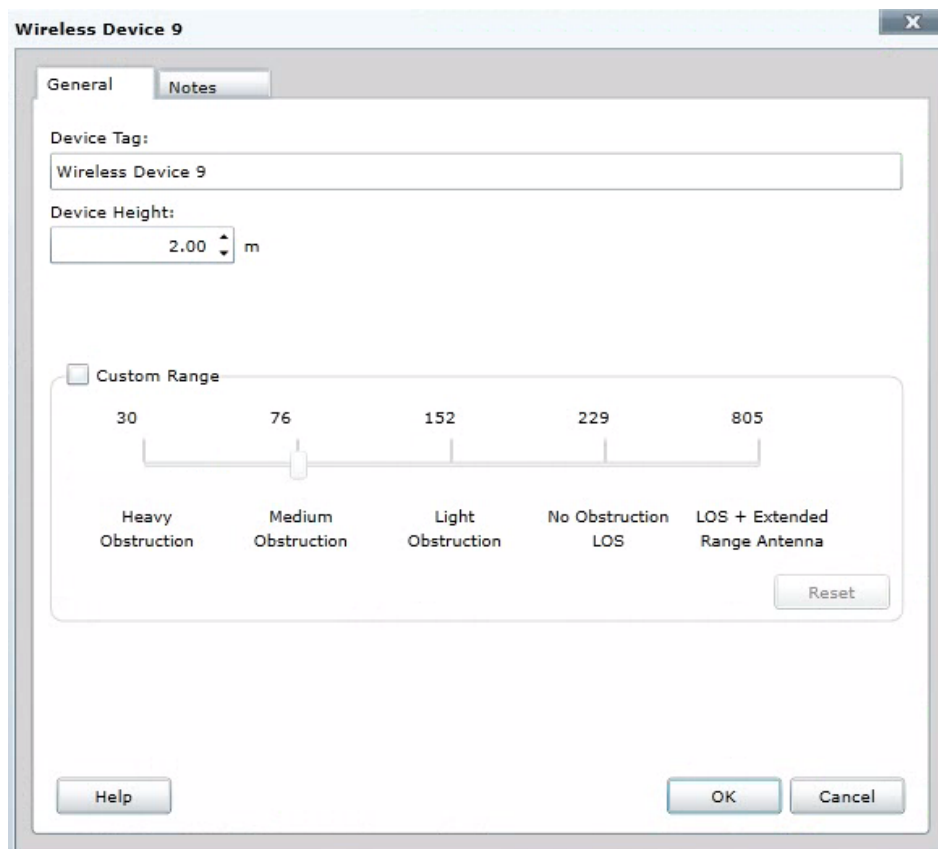 Wireless Device 9
X
General Notes
Device Tag:
Wireless Device 9
Device Height:
2.00 m
Custom Range
30 76 152 229 805
Heavy Medium Light No Obstruction LOS + Extended
Obstruction Obstruction Obstruction LOS Range Antenna
Reset
Help OK Cancel